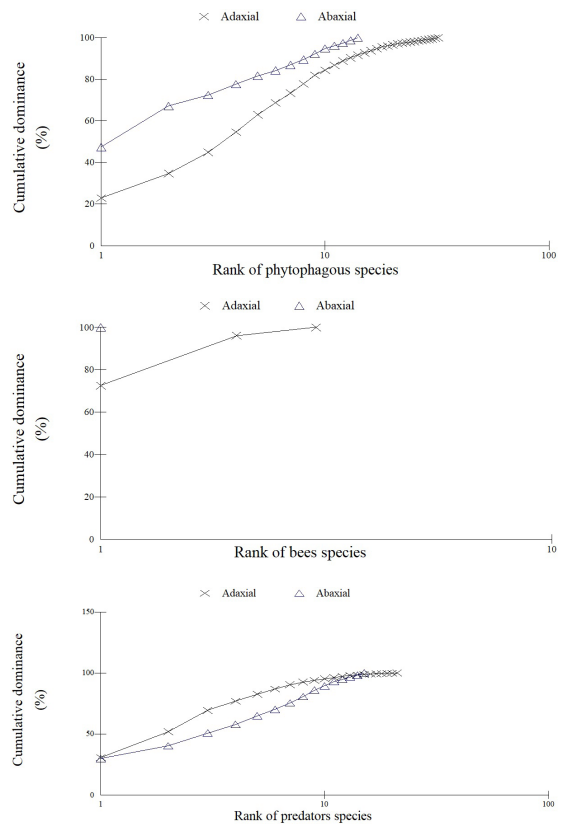 Adaxial Abaxial
100
80
60
40
20
0
Cumulative dominance
(%)
1 10 100
Rank of phytophagous species
Adaxial Abaxial
100
80
60
40
20
0
Cumulative dominance
(%)
1 10
Rank of bees species
Adaxial Abaxial
150
100
50
0
Cumulative dominance
(%)
1 10 100
Rank of predators species